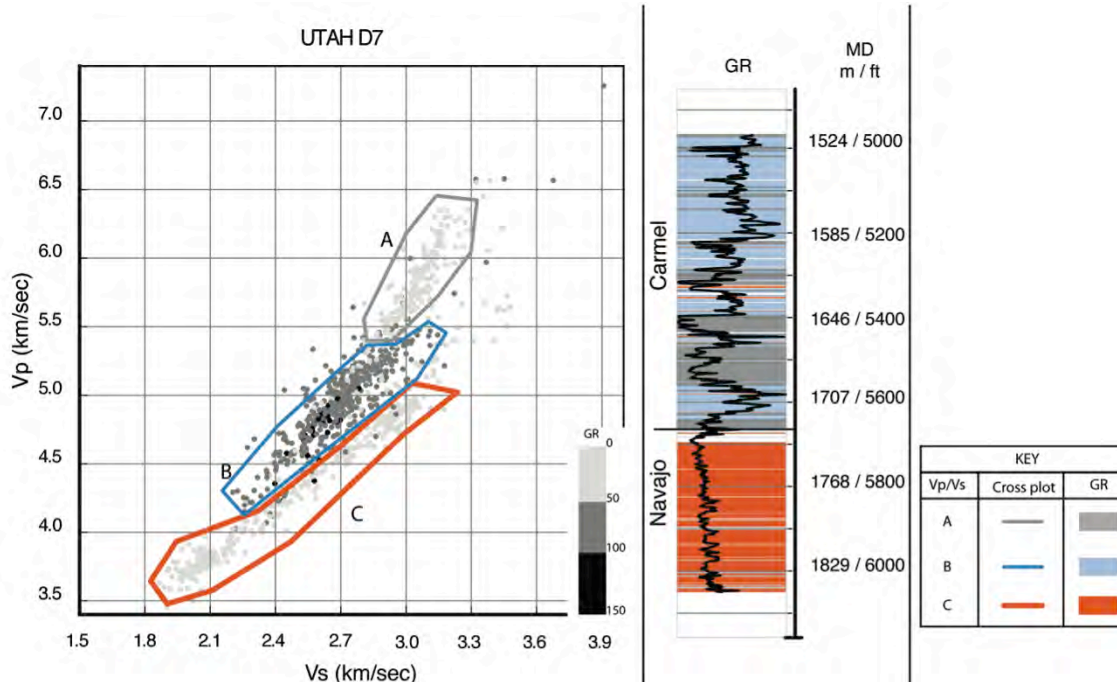 UTAH D7
Vp (km/sec)
7.0
6.5
6.0
5.5
5.0
4.5
4.0
3.5
1.5
1.8
2.1
2.4
2.7
3.0
3.3
3.6
3.9
Vs (km/sec)
A
B
C
GR
0
50
100
150
GR
MD
m / ft
Carmel
Navajo
1524 / 5000
1585 / 5200
1646 / 5400
1707 / 5600
1768 / 5800
1829 / 6000
KEY
Vp/Vs Cross plot GR
A
B
C